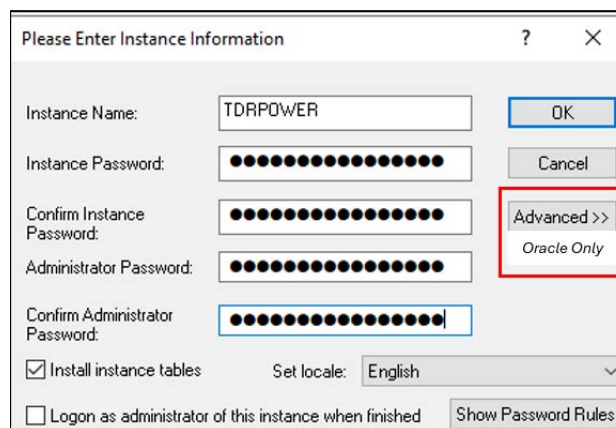 Please Enter Instance Information ? ×
Instance Name: TDRPOWER OK
Instance Password: ●●●●●●●●●●●●●●●● Cancel
Confirm Instance Password: ●●●●●●●●●●●●●●●● Advanced >>
Oracle Only
Administrator Password: ●●●●●●●●●●●●●●●●
Confirm Administrator Password: ●●●●●●●●●●●●●●●●
Install instance tables Set locale: English
Logon as administrator of this instance when finished Show Password Rules